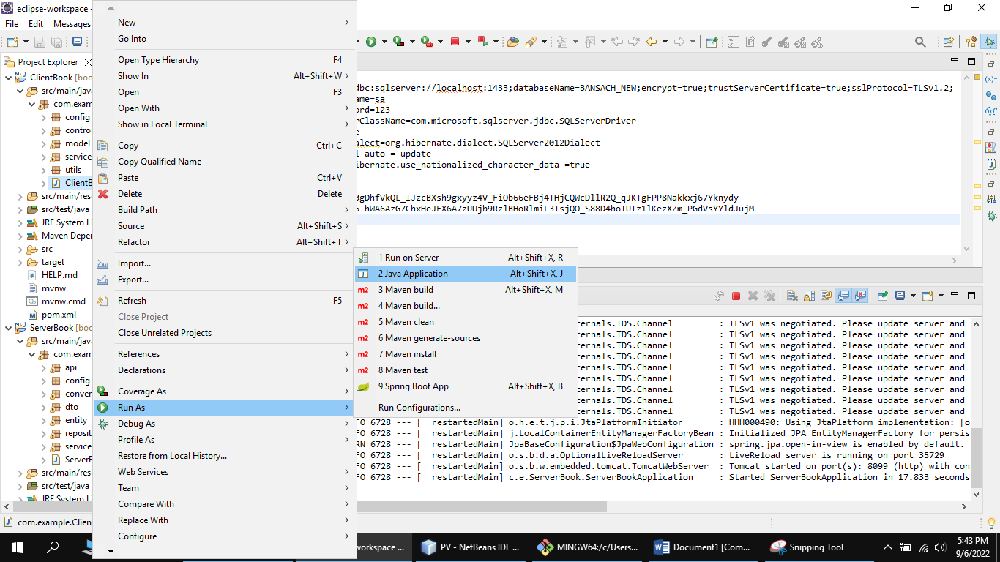 eclipse-workspace -
File Edit Messages
Project Explorer
ClientBook [boo
src/main/java
com.exam
config
control
model
service
utils
ClientB
src/main/reso
src/test/java
JRE System Li
Maven Depe
src
target
HELP.md
mvnw
mvnw.cmd
pom.xml
ServerBook [boo
src/main/java
com.exam
api
config
conver
dto
entity
reposit
service
ServerB
src/main/reso
src/test/java
JRE System Li
com.example.Client
New
Go Into
Open Type Hierarchy F4
Show In Alt+Shift+W
Open F3
Open With
Show in Local Terminal
Copy Ctrl+C
Copy Qualified Name
Paste Ctrl+V
Delete Delete
Build Path
Source Alt+Shift+S
Refactor Alt+Shift+T
Import...
Export...
Refresh F5
Close Project
Close Unrelated Projects
References
Declarations
Coverage As
Run As
Debug As
Profile As
Restore from Local History...
Web Services
Team
Compare With
Replace With
Configure
1 Run on Server Alt+Shift+X, R
2 Java Application Alt+Shift+X, J
3 Maven build Alt+Shift+X, M
4 Maven build...
5 Maven clean
6 Maven generate-sources
7 Maven install
8 Maven test
9 Spring Boot App Alt+Shift+X, B
Run Configurations...
dbc:sqlserver://localhost:1433;databaseName=BANSACH_NEW;encrypt=true;trustServerCertificate=true;sslProtocol=TLSv1.2;
ame=sa
ord=123
rClassName=com.microsoft.sqlserver.jdbc.SQLServerDriver
e
alect=org.hibernate.dialect.SQLServer2012Dialect
l-auto = update
ibernate.use_nationalized_character_data =true
0gDhfVkQL_IJzcBXsh9gxyyz4V_FiOb66eFBj4THjCQWcDllR2Q_qJKTgFPP8Nakkxj67Yknydy
5-hWA6AzG7ChxHeJFX6A7zUUjb9RzlBHoRlmiL3IsjQO_S88D4hoIUTz1lKezXZm_PGdVsYYldJujM
ternals.TDS.Channel : TLSv1 was negotiated. Please update server and
ternals.TDS.Channel : TLSv1 was negotiated. Please update server and
ternals.TDS.Channel : TLSv1 was negotiated. Please update server and
ternals.TDS.Channel : TLSv1 was negotiated. Please update server and
ternals.TDS.Channel : TLSv1 was negotiated. Please update server and
ternals.TDS.Channel : TLSv1 was negotiated. Please update server and
ternals.TDS.Channel : TLSv1 was negotiated. Please update server and
ternals.TDS.Channel : TLSv1 was negotiated. Please update server and
ternals.TDS.Channel : TLSv1 was negotiated. Please update server and
FO 6728 --- [ restartedMain] o.h.e.t.j.p.i.JtaPlatformInitiator : HHH000490: Using JtaPlatform implementation: [o
FO 6728 --- [ restartedMain] j.LocalContainerEntityManagerFactoryBean : Initialized JPA EntityManagerFactory for persis
RN 6728 --- [ restartedMain] JpaBaseConfiguration$JpaWebConfiguration : spring.jpa.open-in-view is enabled by default.
FO 6728 --- [ restartedMain] o.s.b.d.a.OptionalLiveReloadServer : LiveReload server is running on port 35729
FO 6728 --- [ restartedMain] o.s.b.w.embedded.tomcat.TomcatWebServer : Tomcat started on port(s): 8099 (http) with con
FO 6728 --- [ restartedMain] c.e.ServerBook.ServerBookApplication : Started ServerBookApplication in 17.833 seconds
workspace ...
PV - NetBeans IDE ...
MINGW64:/c/Users...
Document1 [Com...
Snipping Tool
5:43 PM
9/6/2022